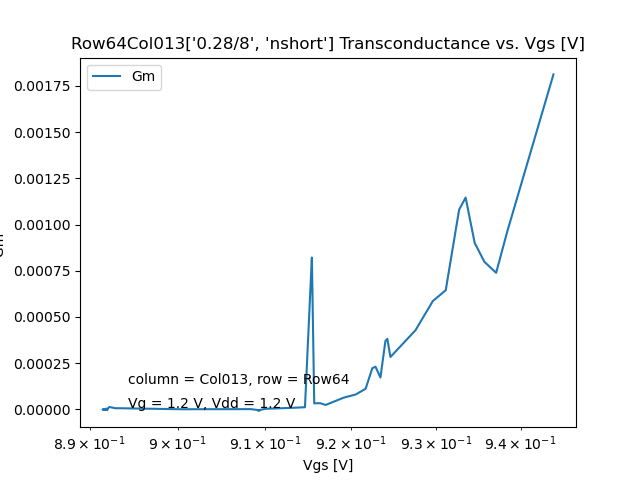 Row64Col013['0.28/8', 'nshort'] Transconductance vs. Vgs [V]
Gm
0.00175
0.00150
0.00125
0.00100
0.00075
0.00050
0.00025
0.00000
column = Col013, row = Row64
Vg = 1.2 V, Vdd = 1.2 V
8.9 × 10⁻¹
9 × 10⁻¹
9.1 × 10⁻¹
9.2 × 10⁻¹
9.3 × 10⁻¹
9.4 × 10⁻¹
Vgs [V]